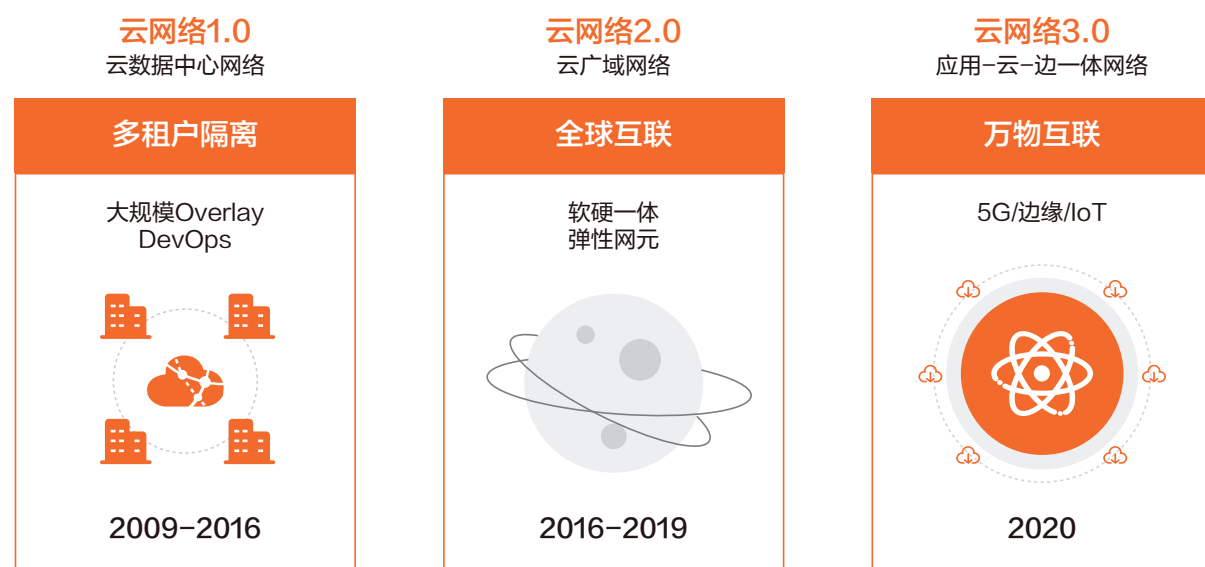 云网络1.0
云数据中心网络
多租户隔离
大规模Overlay
DevOps
2009-2016
云网络2.0
云广域网络
全球互联
软硬一体
弹性网元
2016-2019
云网络3.0
应用-云-边一体网络
万物互联
5G/边缘/IoT
2020